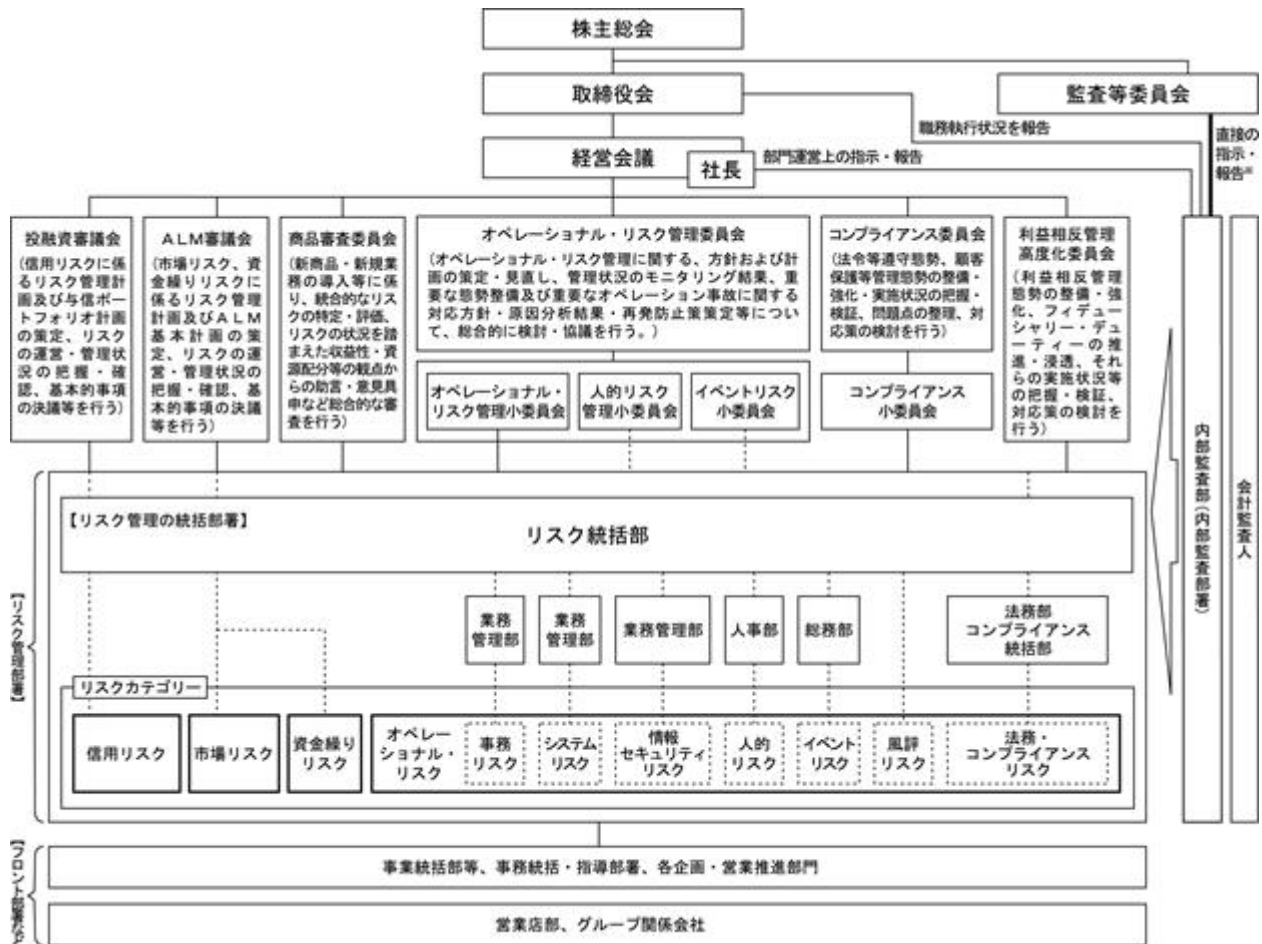 株主総会
取締役会
監査等委員会
職務執行状況を報告
直接の
指示・
報告※
経営会議
社長
部門運営上の指示・報告
投融資審議会
(信用リスクに係
るリスク管理計
画及び与信ポー
トフォリオ計画
の策定、リスク
の運営・管理状
況の把握・確
認、基本的事項
の決議等を行う)
ALM審議会
(市場リスク、資
金繰りリスクに
係るリスク管理
計画及びALM
基本計画の策
定、リスクの運
営・管理状況の
把握・確認、基
本的事項の決議
等を行う)
商品審査委員会
(新商品・新規業
務の導入等に係
り、統合的なリス
クの特定・評価、
リスクの状況を踏
まえた収益性・資
源配分等の観点か
らの助言・意見具
申など総合的な審
査を行う)
オペレーショナル・リスク管理委員会
(オペレーショナル・リスク管理に関する、方針および計
画の策定・見直し、管理状況のモニタリング結果、重
要な態勢整備及び重要なオペレーション事故に関する
対応方針・原因分析結果・再発防止策策定等につい
て、総合的に検討・協議を行う。)
オペレーショナル・
リスク管理小委員会
人的リスク
管理小委員会
イベントリスク
小委員会
コンプライアンス委員会
(法令等遵守態勢、顧客
保護等管理態勢の整備・
強化・実施状況の把握・
検証、問題点の整理、対
応策の検討を行う)
コンプライアンス
小委員会
利益相反管理
高度化委員会
(利益相反管理
態勢の整備・強
化、フィデュー
シャリー・デュ
ーティーの推
進・浸透、それ
らの実施状況等
の把握・検証、
対応策の検討を
行う)
内部監査部(内部監査部署)
会計監査人
【リスク管理部署】
【リスク管理の統括部署】
リスク統括部
業務
管理部
業務
管理部
業務管理部
人事部
総務部
法務部
コンプライアンス
統括部
リスクカテゴリー
信用リスク
市場リスク
資金繰り
リスク
オペレー
ショナル・
リスク
事務
リスク
システム
リスク
情報
セキュリティ
リスク
人的
リスク
イベント
リスク
風評
リスク
法務・
コンプライアンス
リスク
【フロント部署など】
事業統括部等、事務統括・指導部署、各企画・営業推進部門
営業店部、グループ関係会社